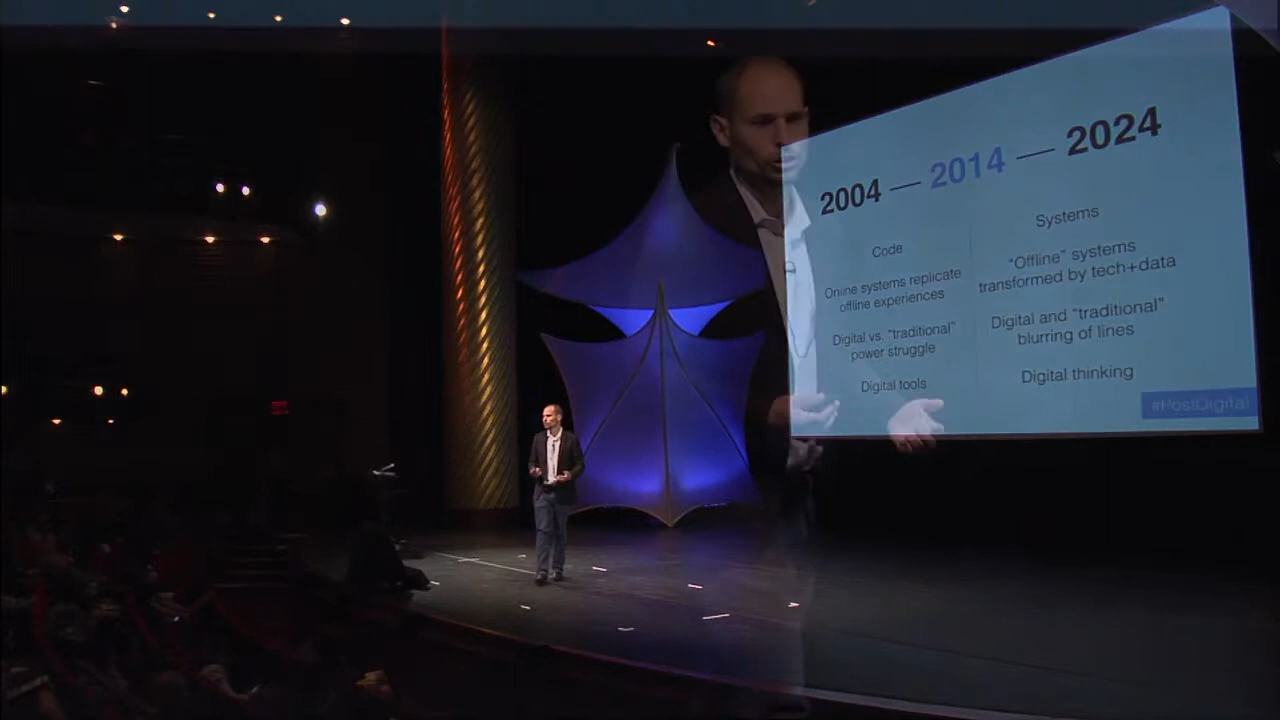 2004 — 2014 — 2024
Code
Online systems replicate
offline experiences
Digital vs. "traditional"
power struggle
Digital tools
Systems
"Offline" systems
transformed by tech+data
Digital and "traditional"
blurring of lines
Digital thinking
#PostDigital